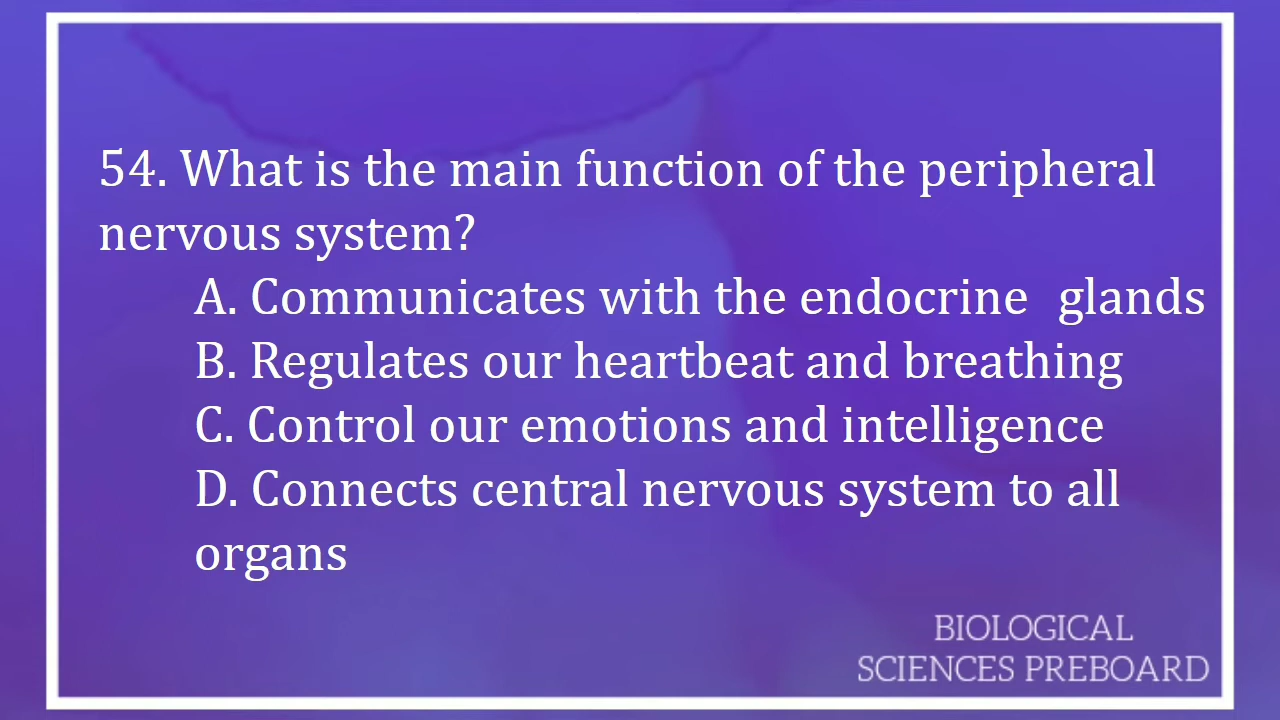 54. What is the main function of the peripheral
nervous system?
A. Communicates with the endocrine glands
B. Regulates our heartbeat and breathing
C. Control our emotions and intelligence
D. Connects central nervous system to all
organs
BIOLOGICAL
SCIENCES PREBOARD